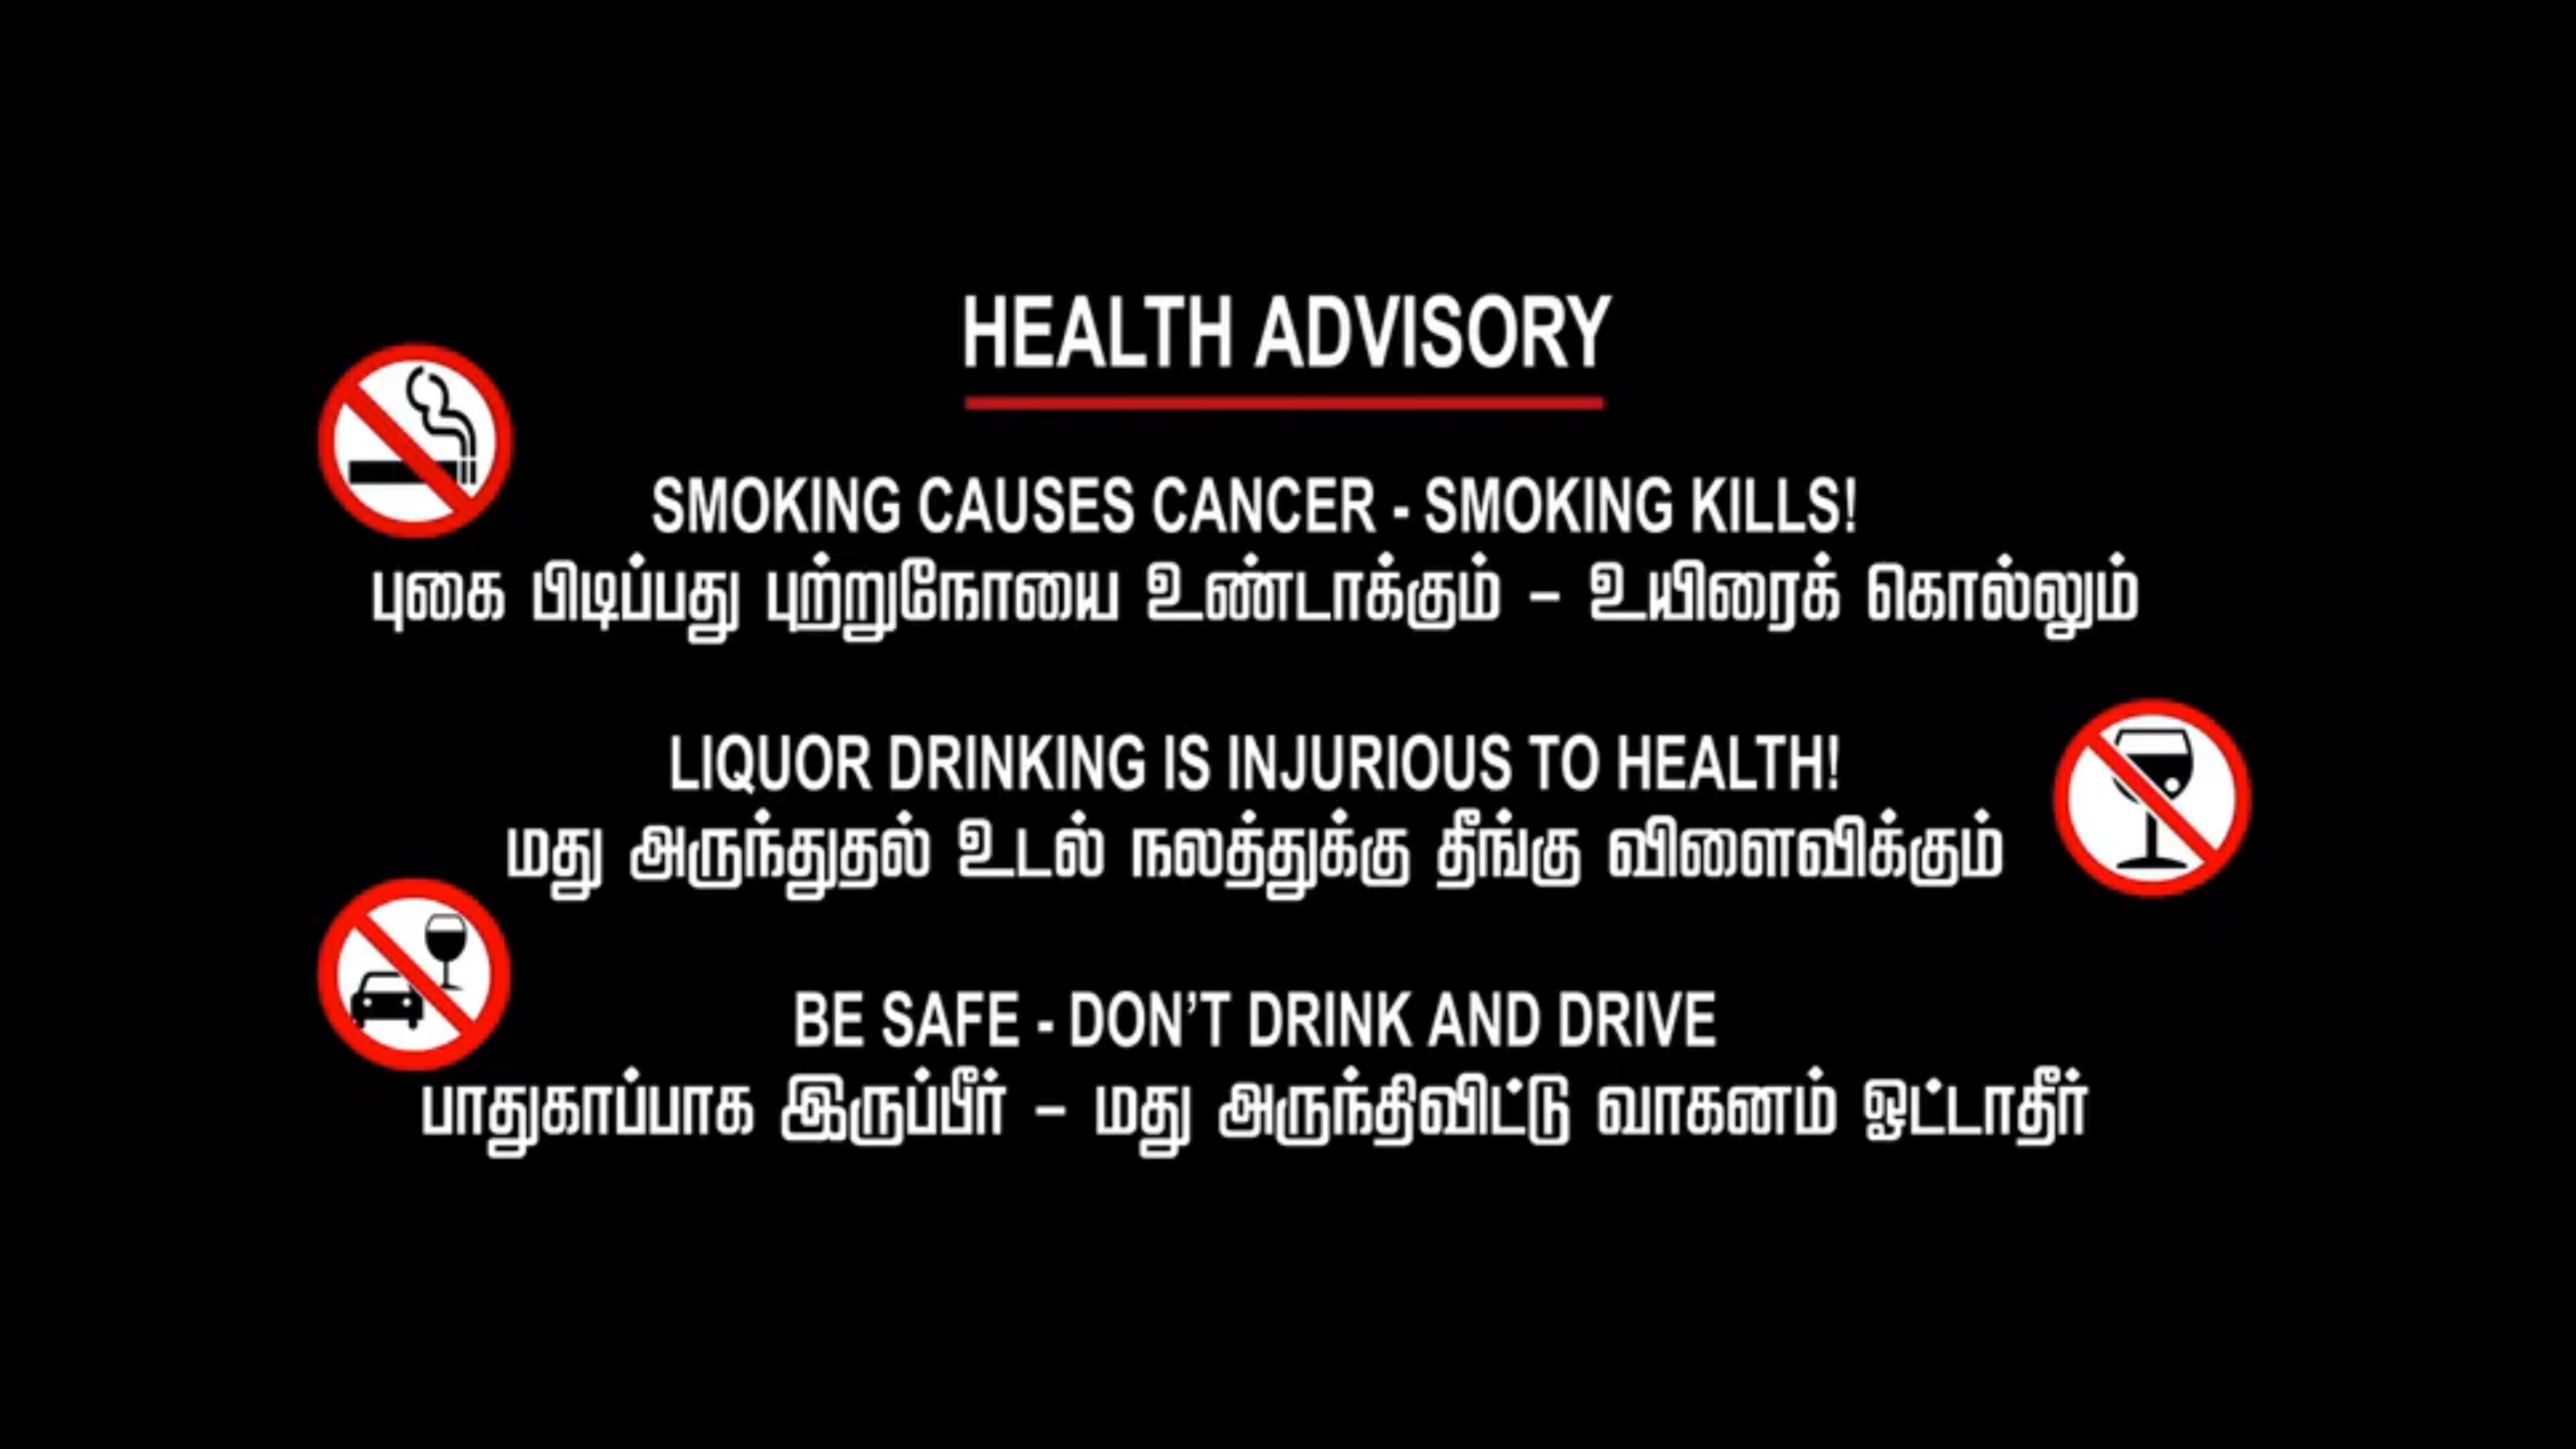 HEALTH ADVISORY
SMOKING CAUSES CANCER - SMOKING KILLS!
புகை பிடிப்பது புற்றுநோயை உண்டாக்கும் – உயிரைக் கொல்லும்
LIQUOR DRINKING IS INJURIOUS TO HEALTH!
மது அருந்துதல் உடல் நலத்துக்கு தீங்கு விளைவிக்கும்
BE SAFE - DON’T DRINK AND DRIVE
பாதுகாப்பாக இருப்பீர் – மது அருந்திவிட்டு வாகனம் ஓட்டாதீர்